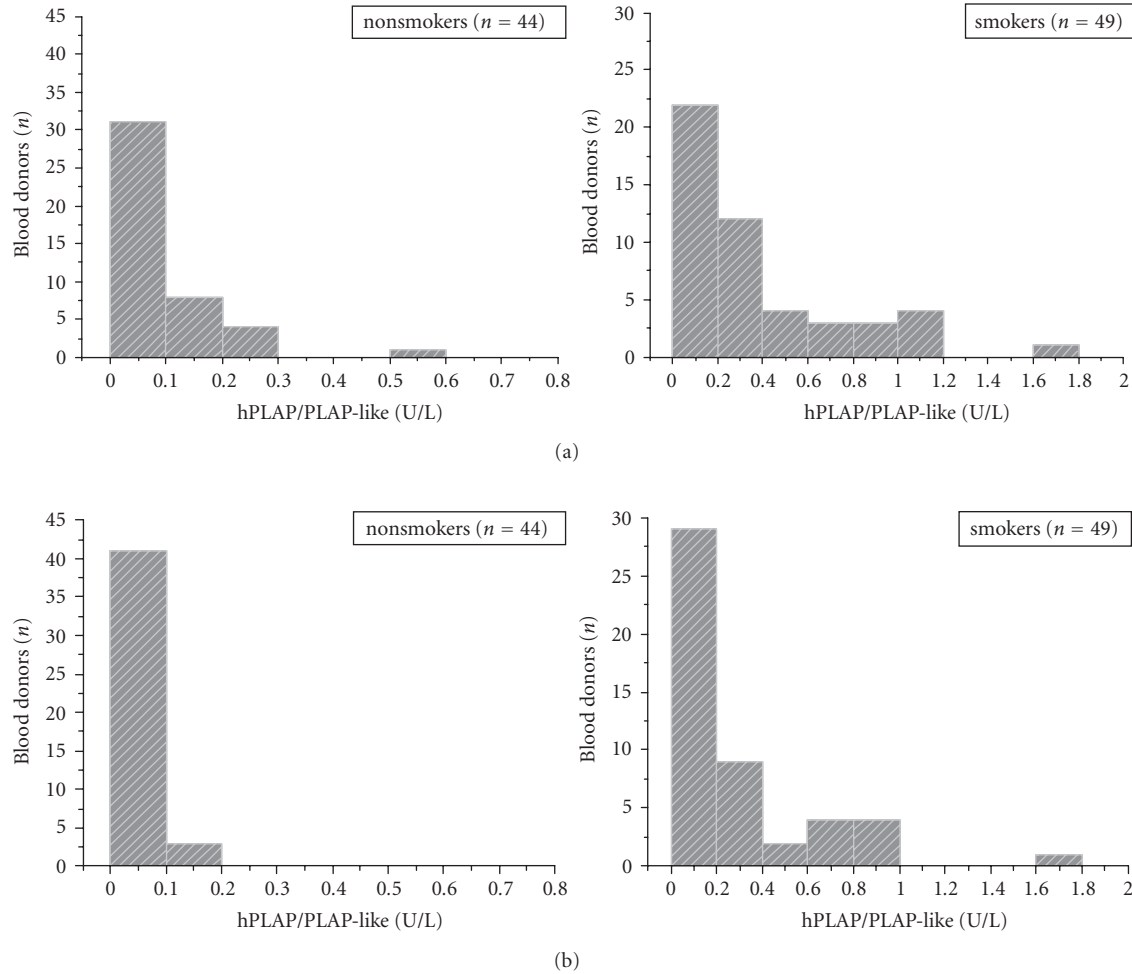 nonsmokers (n = 44)
45
40
35
30
25
20
15
10
5
0
Blood donors (n)
0 0.1 0.2 0.3 0.4 0.5 0.6 0.7 0.8
hPLAP/PLAP-like (U/L)
smokers (n = 49)
30
25
20
15
10
5
0
Blood donors (n)
0 0.2 0.4 0.6 0.8 1 1.2 1.4 1.6 1.8 2
hPLAP/PLAP-like (U/L)
(a)
nonsmokers (n = 44)
45
40
35
30
25
20
15
10
5
0
Blood donors (n)
0 0.1 0.2 0.3 0.4 0.5 0.6 0.7 0.8
hPLAP/PLAP-like (U/L)
smokers (n = 49)
30
25
20
15
10
5
0
Blood donors (n)
0 0.2 0.4 0.6 0.8 1 1.2 1.4 1.6 1.8 2
hPLAP/PLAP-like (U/L)
(b)